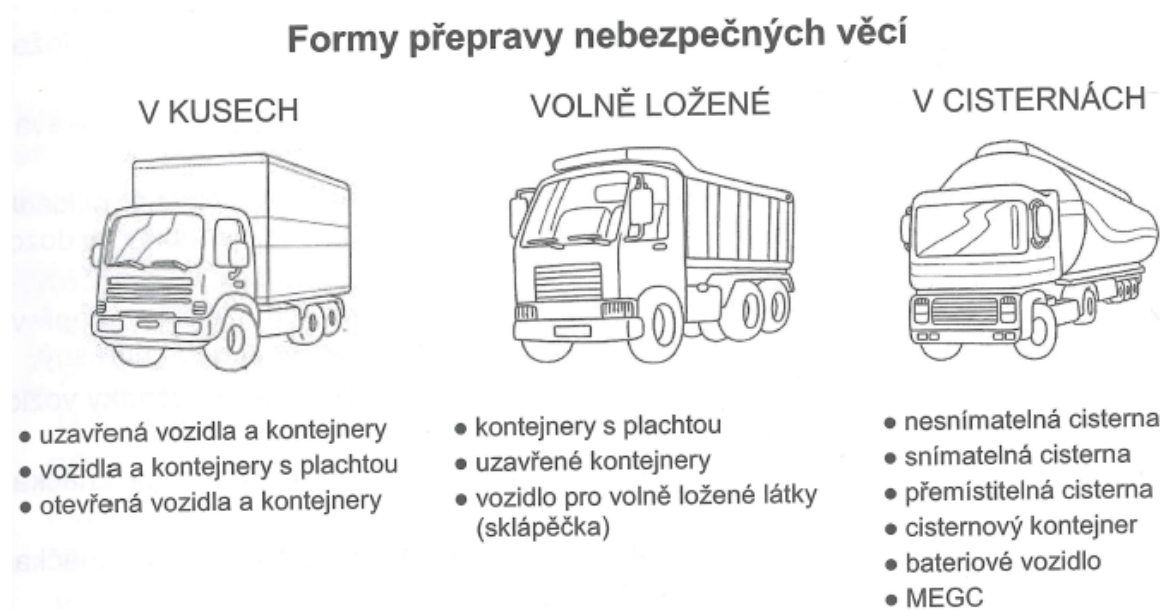 Formy přepravy nebezpečných věcí
V KUSECH
● uzavřená vozidla a kontejnery
● vozidla a kontejnery s plachtou
● otevřená vozidla a kontejnery
VOLNĚ LOŽENÉ
● kontejnery s plachtou
● uzavřené kontejnery
● vozidlo pro volně ložené látky
(sklápěčka)
V CISTERNÁCH
● nesnímatelná cisterna
● snímatelná cisterna
● přemístitelná cisterna
● cisternový kontejner
● bateriové vozidlo
● MEGC